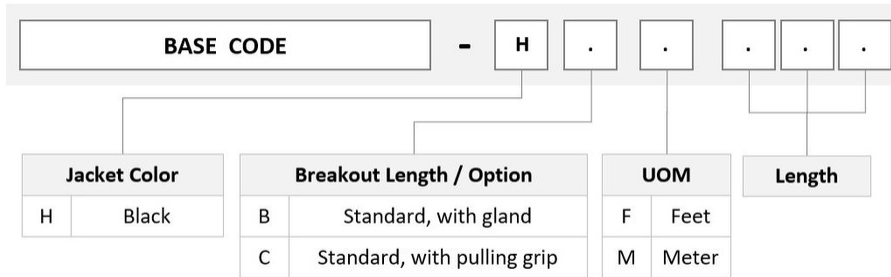 BASE CODE - H . . . . .
Jacket Color Breakout Length / Option UOM Length
H Black B Standard, with gland F Feet
C Standard, with pulling grip M Meter